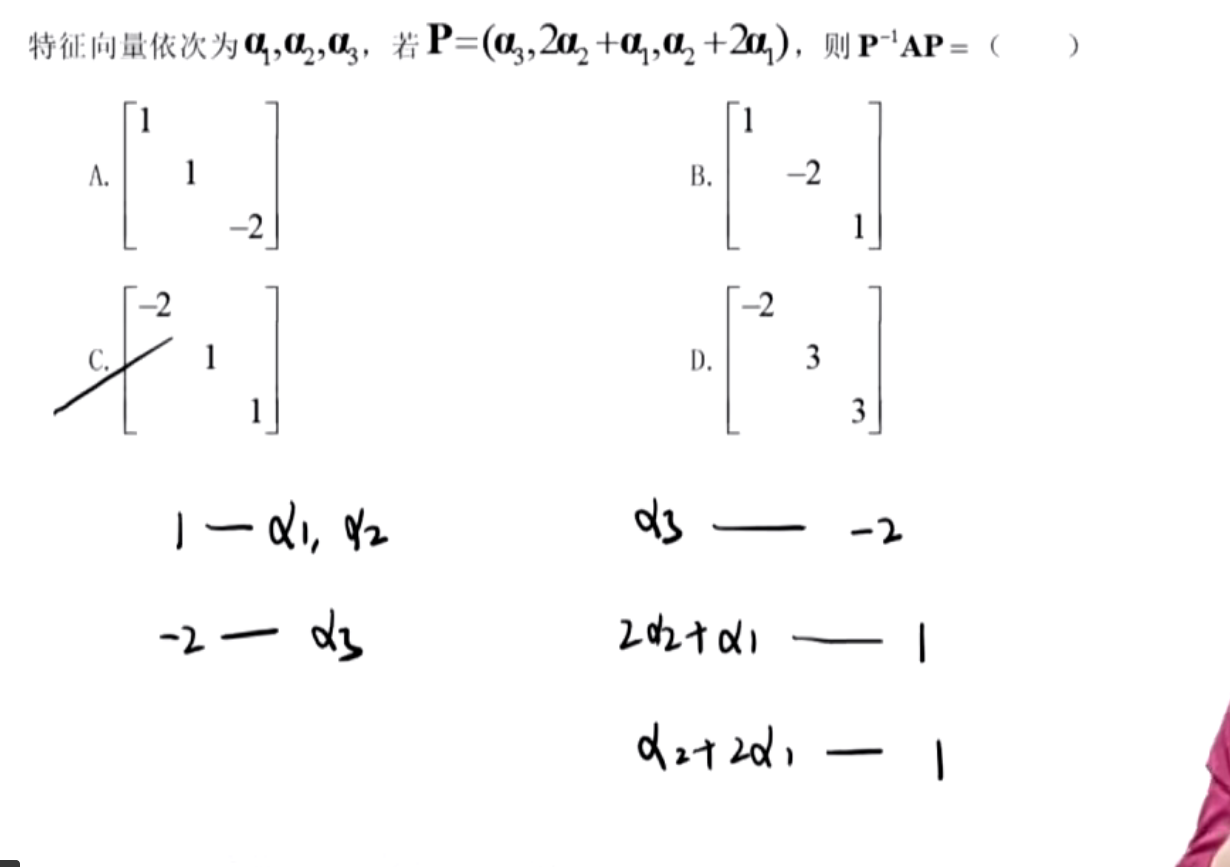 特征向量依次为α₁,α₂,α₃, 若 P=(α₃,2α₂+α₁,α₂+2α₁), 则 P⁻¹AP = (　　)
A. [1 1 −2] B. [1 −2 1]
C. [−2 1 1] D. [−2 3 3]
1 — α1, α2 α3 — -2
-2 — α3 2α2+α1 — 1
α2+2α1 — 1